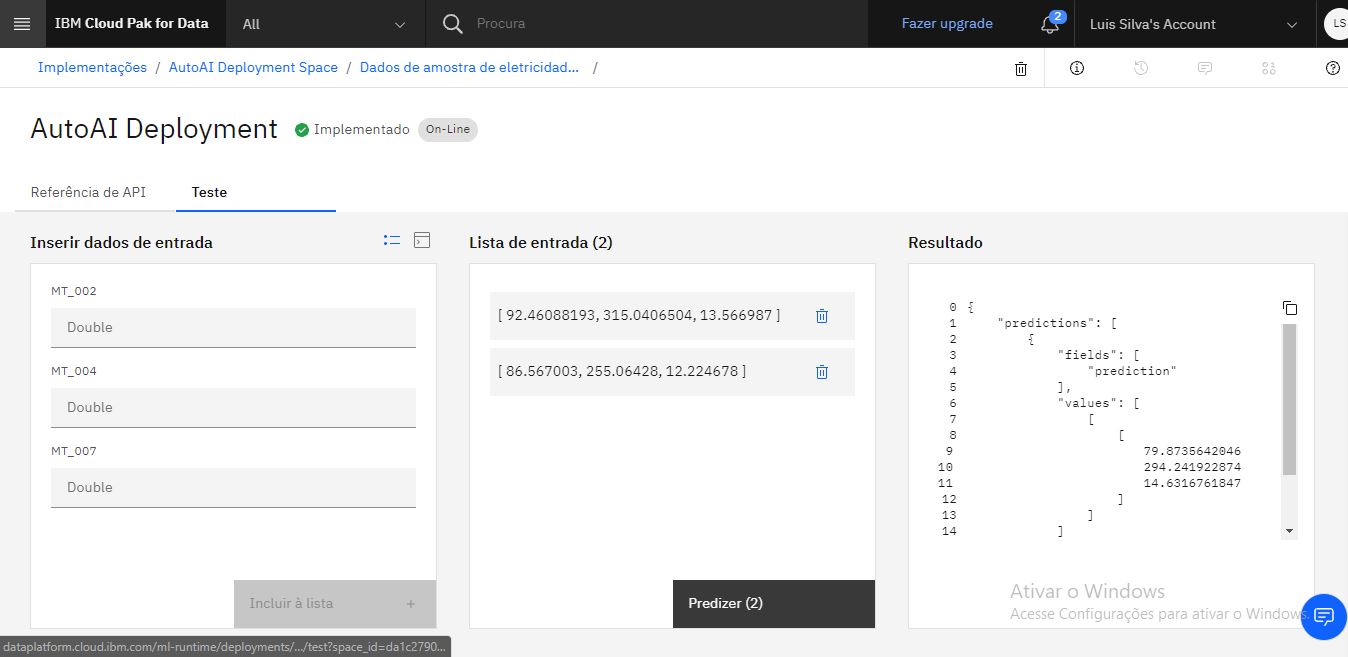 IBM Cloud Pak for Data All Procura Fazer upgrade 2 Luis Silva's Account LS
Implementações / AutoAI Deployment Space / Dados de amostra de eletricidad... /
AutoAI Deployment Implementado On-Line
Referência de API Teste
Inserir dados de entrada
MT_002
Double
MT_004
Double
MT_007
Double
Incluir à lista +
Lista de entrada (2)
[ 92.46088193, 315.0406504, 13.566987 ]
[ 86.567003, 255.06428, 12.224678 ]
Predizer (2)
Resultado
0 {
1 "predictions": [
2 {
3 "fields": [
4 "prediction"
5 ],
6 "values": [
7 [
8 [
9 79.8735642046
10 294.241922874
11 14.6316761847
12 ]
13 ]
14 ]
Ativar o Windows
Acesse Configurações para ativar o Windows.
dataplatform.cloud.ibm.com/ml-runtime/deployments/.../test?space_id=da1c2790...